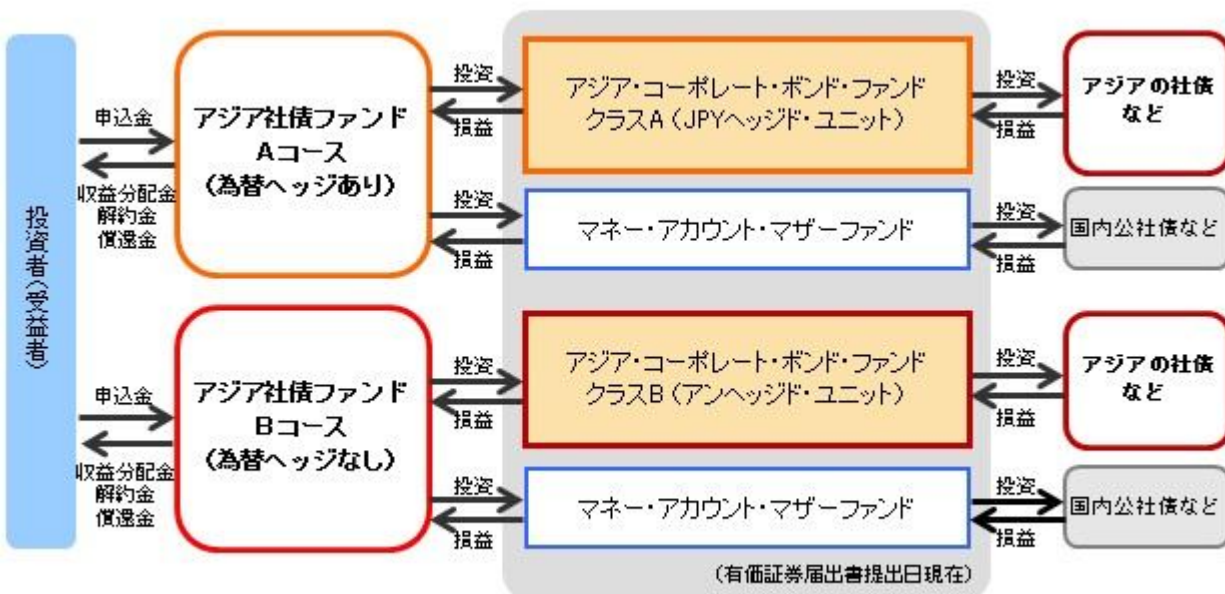 投資者(受益者)
申込金
収益分配金
解約金
償還金
アジア社債ファンド
Aコース
(為替ヘッジあり)
投資
損益
アジア・コーポレート・ボンド・ファンド
クラスA(JPYヘッジド・ユニット)
投資
損益
アジアの社債
など
投資
損益
マネー・アカウント・マザーファンド
投資
損益
国内公社債など
申込金
収益分配金
解約金
償還金
アジア社債ファンド
Bコース
(為替ヘッジなし)
投資
損益
アジア・コーポレート・ボンド・ファンド
クラスB(アンヘッジド・ユニット)
投資
損益
アジアの社債
など
投資
損益
マネー・アカウント・マザーファンド
投資
損益
国内公社債など
(有価証券届出書提出日現在)